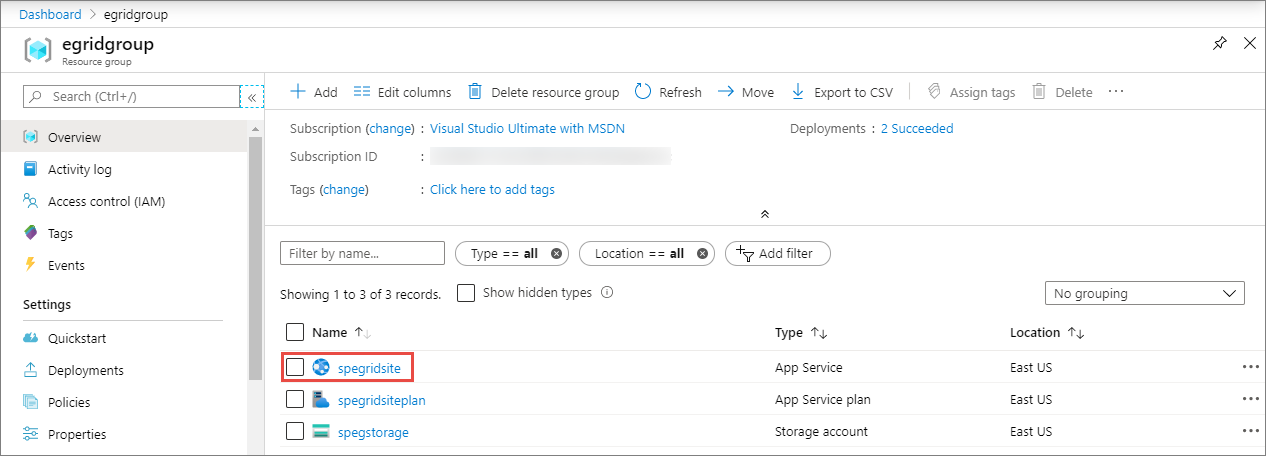 Dashboard > egridgroup
egridgroup
Resource group
Search (Ctrl+/)
«
Add Edit columns Delete resource group Refresh Move Export to CSV Assign tags Delete ...
Overview
Activity log
Access control (IAM)
Tags
Events
Settings
Quickstart
Deployments
Policies
Properties
Subscription (change) : Visual Studio Ultimate with MSDN Deployments : 2 Succeeded
Subscription ID :
Tags (change) : Click here to add tags
Filter by name... Type == all Location == all Add filter
Showing 1 to 3 of 3 records. Show hidden types No grouping
Name Type Location
spegridsite App Service East US ...
spegridsiteplan App Service plan East US ...
spegstorage Storage account East US ...